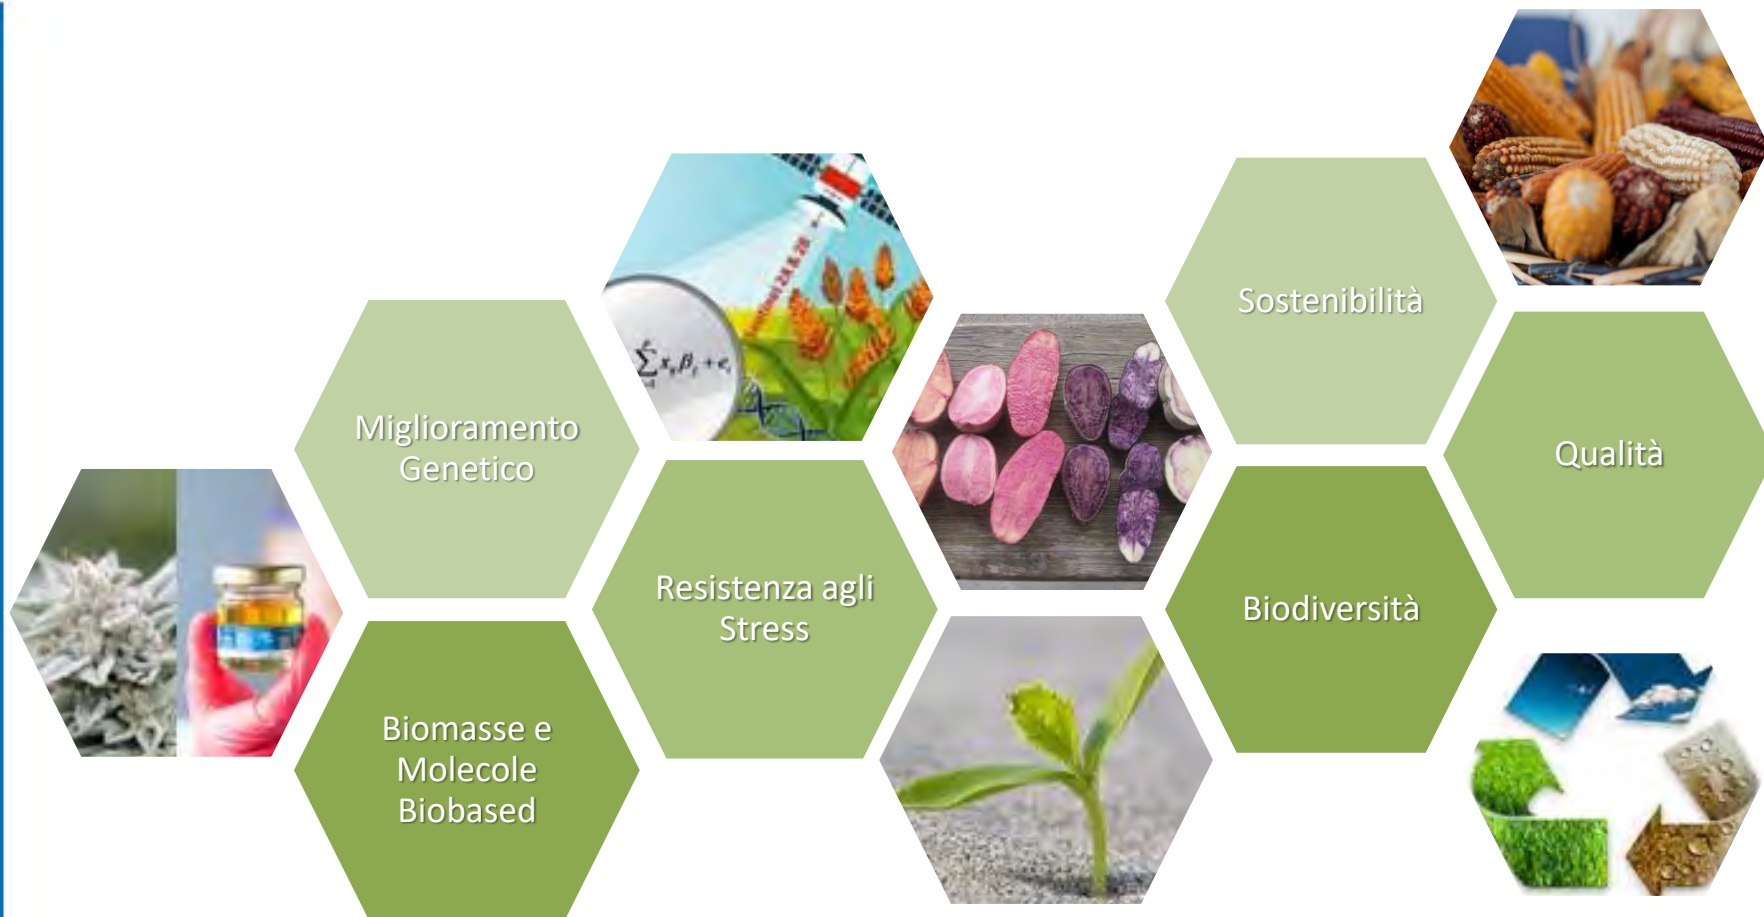 Miglioramento
Genetico
Biomasse e
Molecole
Biobased
Resistenza agli
Stress
Sostenibilità
Biodiversità
Qualità